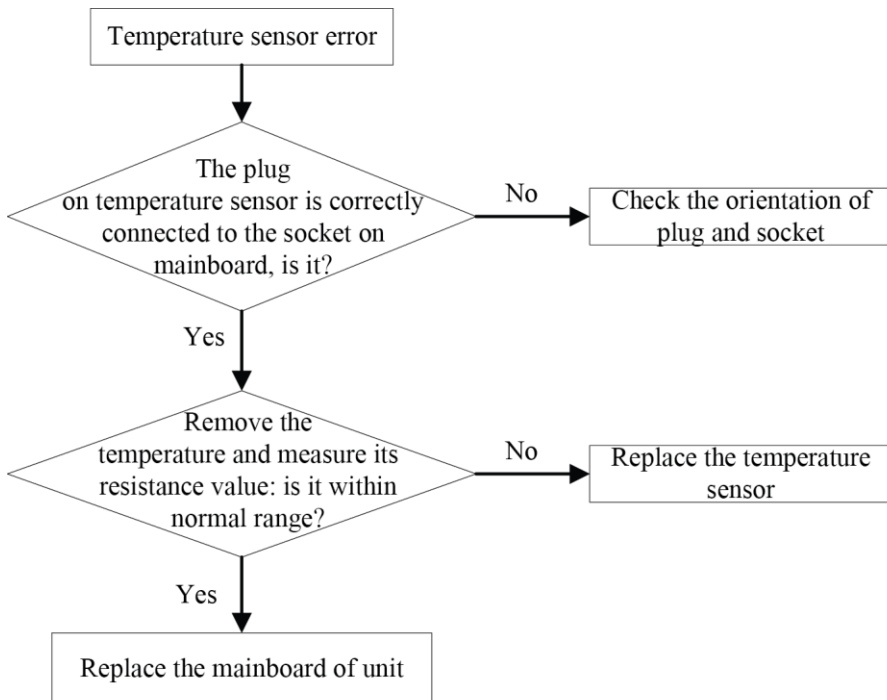 Temperature sensor error
The plug
on temperature sensor is correctly
connected to the socket on
mainboard, is it?
No
Check the orientation of
plug and socket
Yes
Remove the
temperature and measure its
resistance value: is it within
normal range?
No
Replace the temperature
sensor
Yes
Replace the mainboard of unit